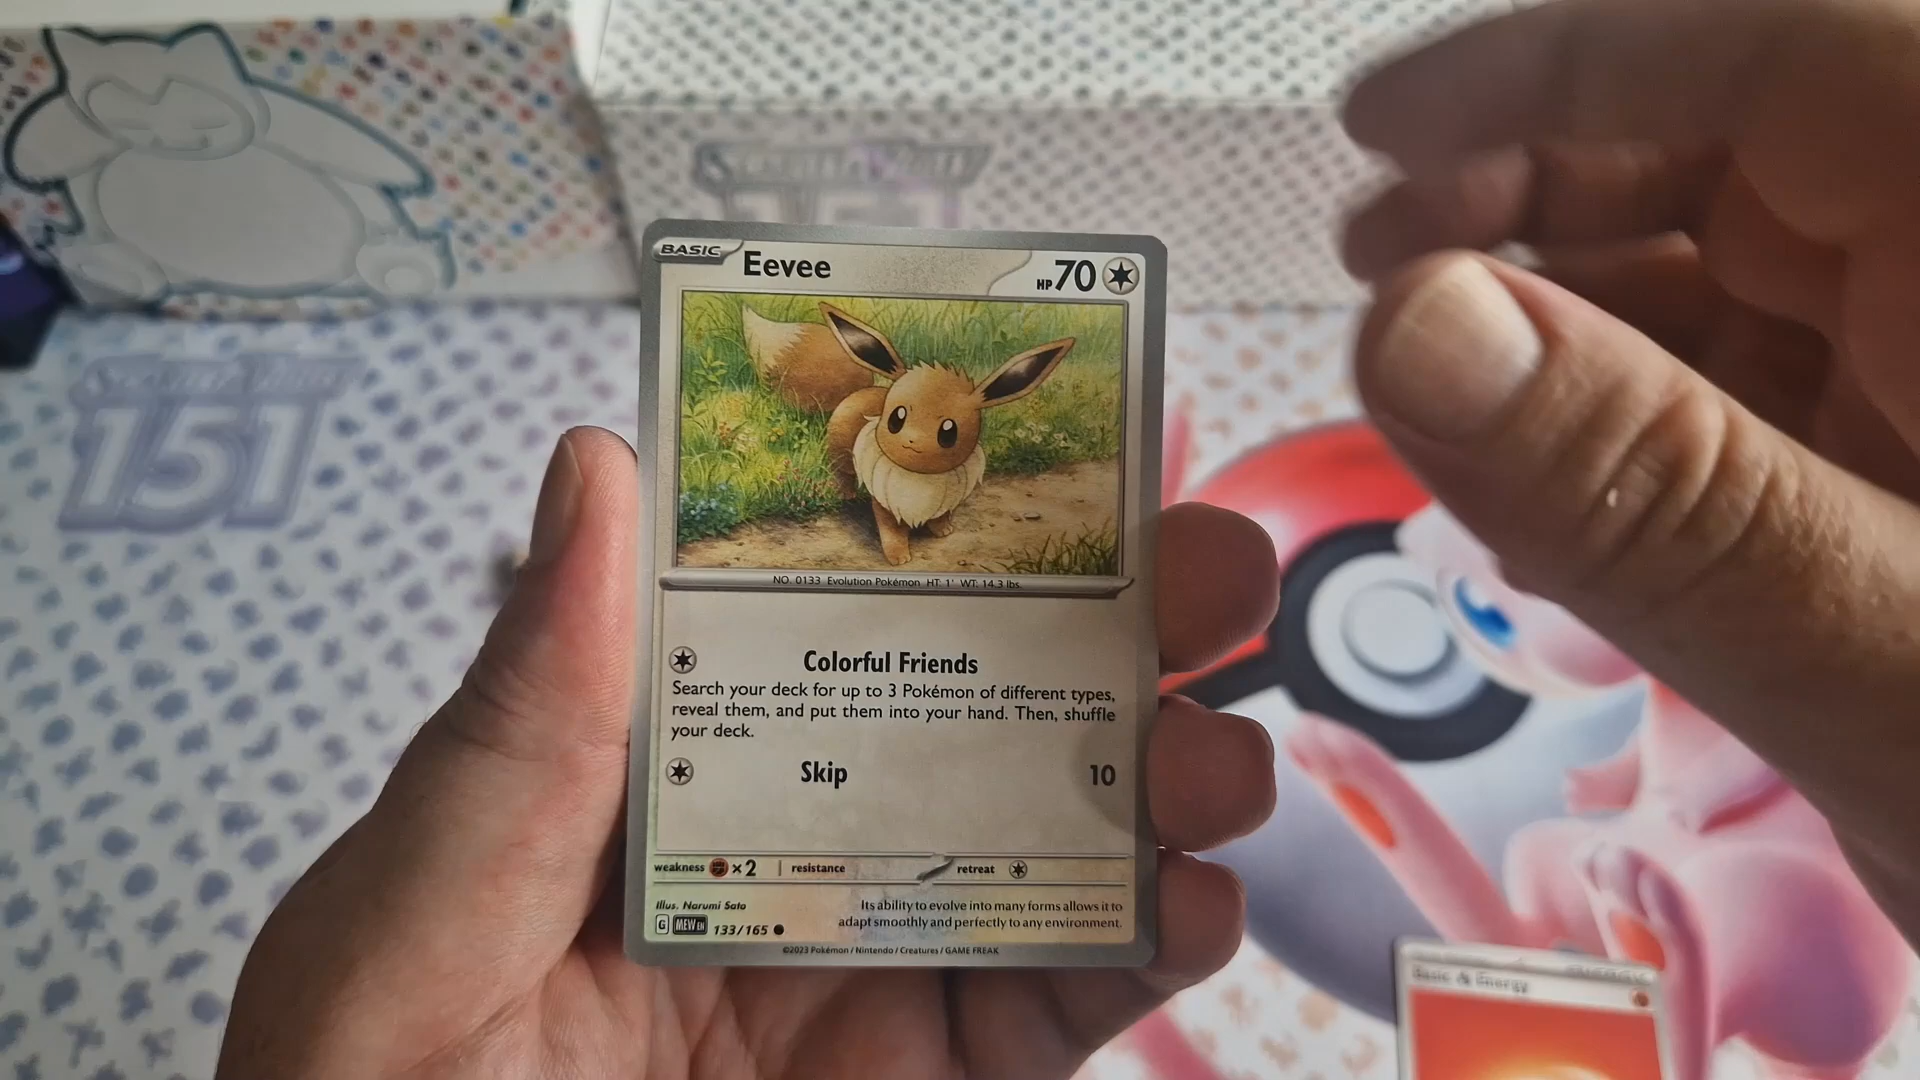 151
BASIC Eevee HP 70
NO. 0133 Evolution Pokémon HT: 1' WT: 14.3 lbs.
Colorful Friends
Search your deck for up to 3 Pokémon of different types,
reveal them, and put them into your hand. Then, shuffle
your deck.
Skip 10
weakness ×2 resistance retreat
Illus. Narumi Sato
Its ability to evolve into many forms allows it to
adapt smoothly and perfectly to any environment.
G MEW EN 133/165
©2023 Pokémon / Nintendo / Creatures / GAME FREAK
Basic & Energy